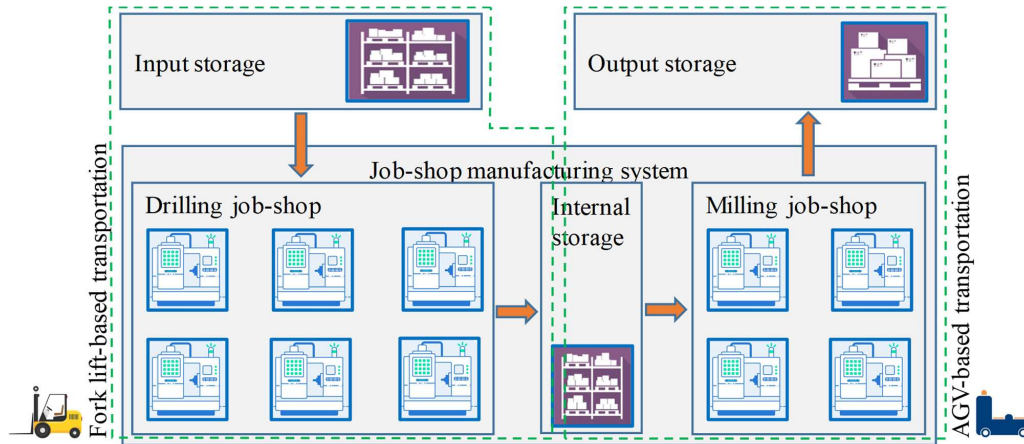 Input storage
Output storage
Job-shop manufacturing system
Drilling job-shop
Internal
storage
Milling job-shop
Fork lift-based transportation
AGV-based transportation